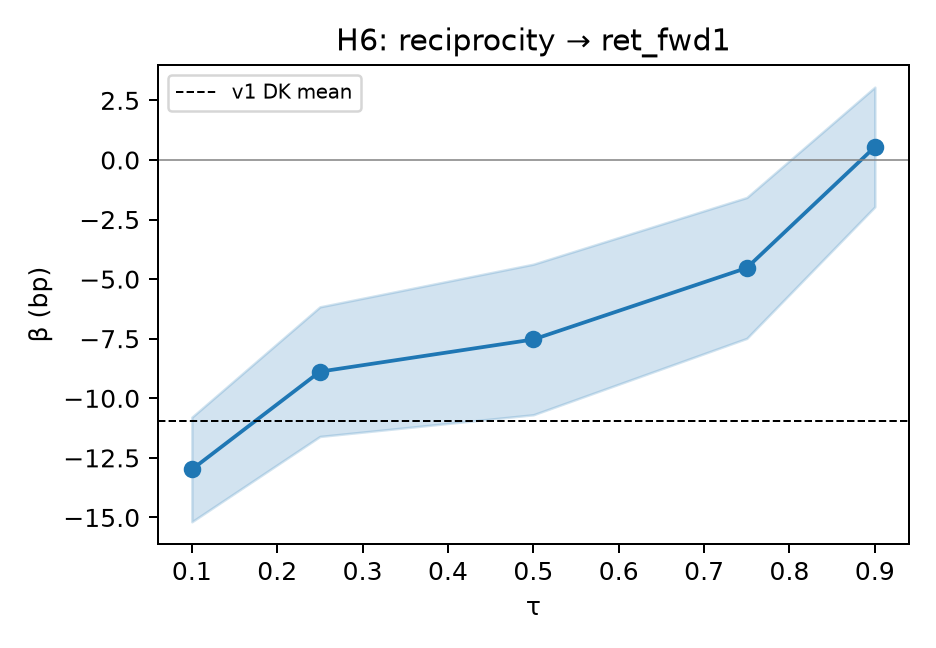 H6: reciprocity → ret_fwd1
v1 DK mean
β (bp)
2.5
0.0
−2.5
−5.0
−7.5
−10.0
−12.5
−15.0
0.1 0.2 0.3 0.4 0.5 0.6 0.7 0.8 0.9
τ